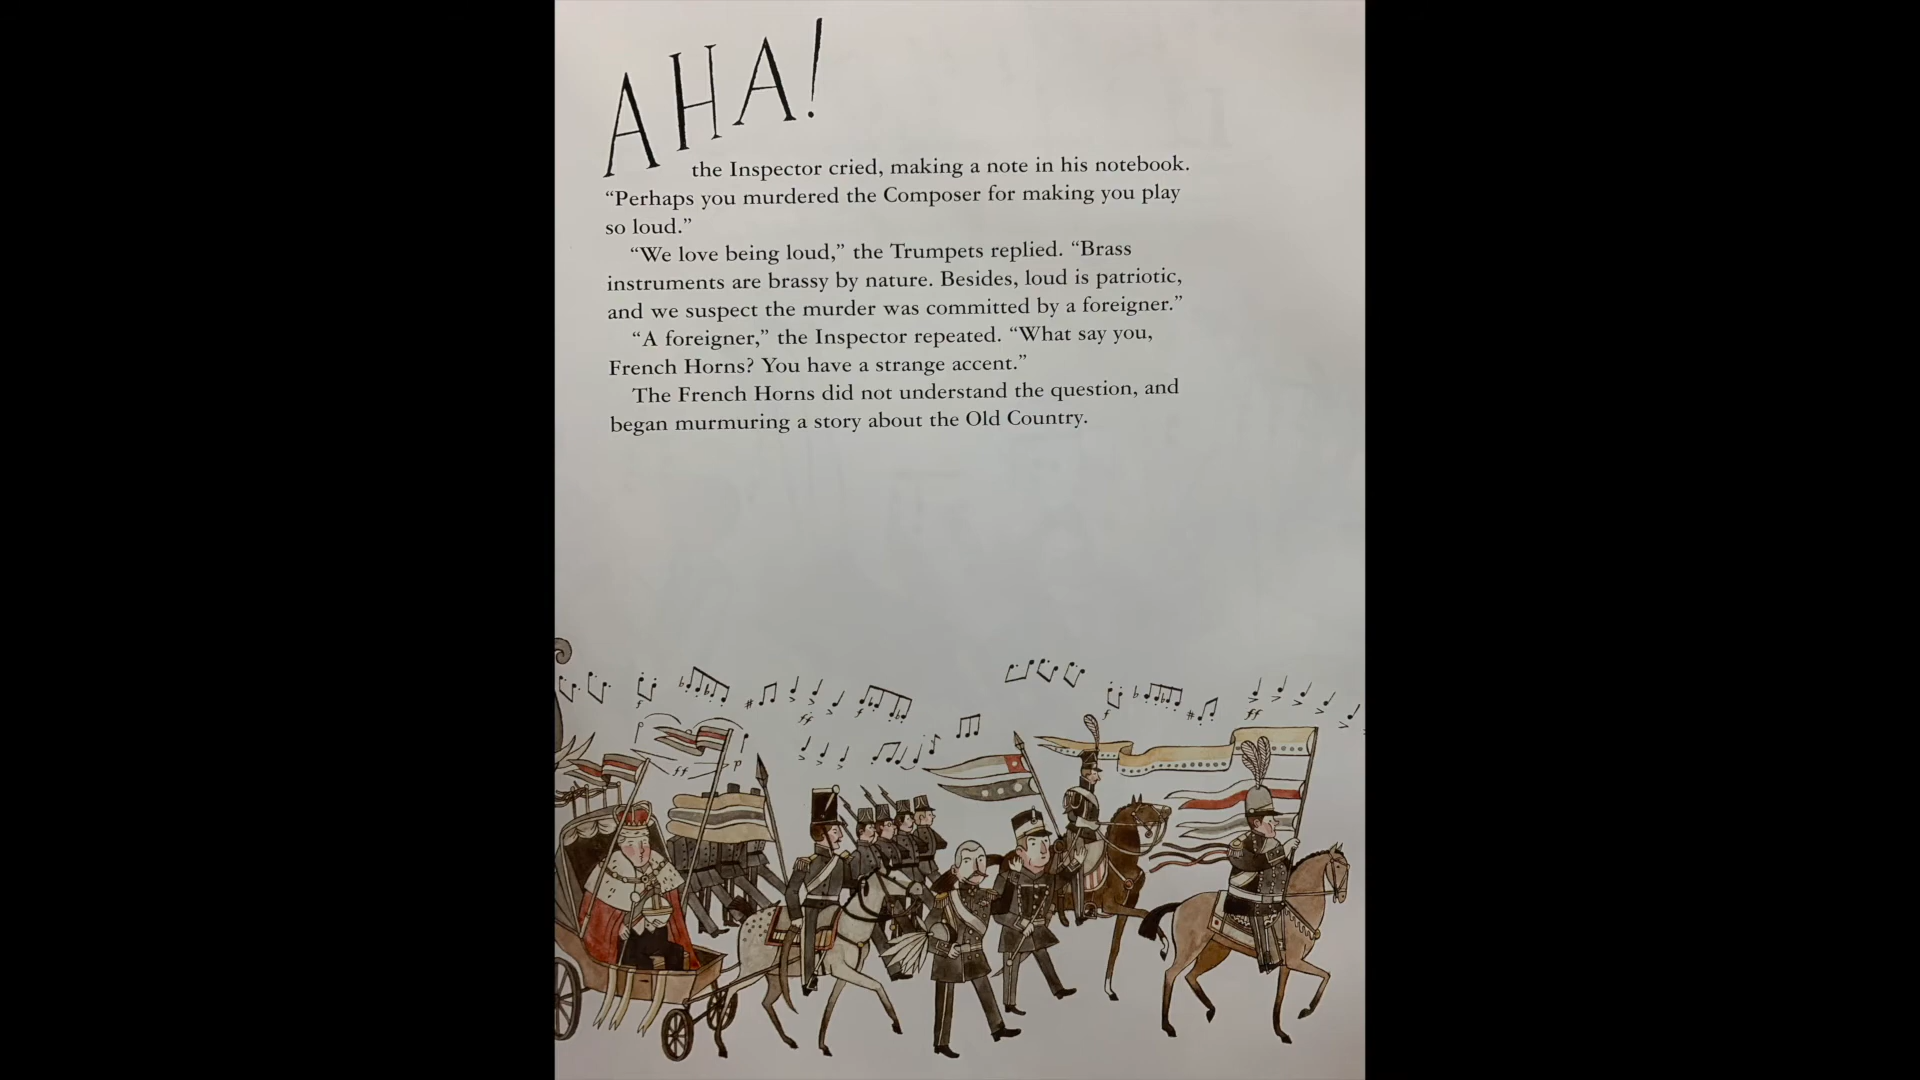 AHA!
the Inspector cried, making a note in his notebook.
“Perhaps you murdered the Composer for making you play
so loud.”
“We love being loud,” the Trumpets replied. “Brass
instruments are brassy by nature. Besides, loud is patriotic,
and we suspect the murder was committed by a foreigner.”
“A foreigner,” the Inspector repeated. “What say you,
French Horns? You have a strange accent.”
The French Horns did not understand the question, and
began murmuring a story about the Old Country.
f
ff
f
f
ff
p
p
ff
p